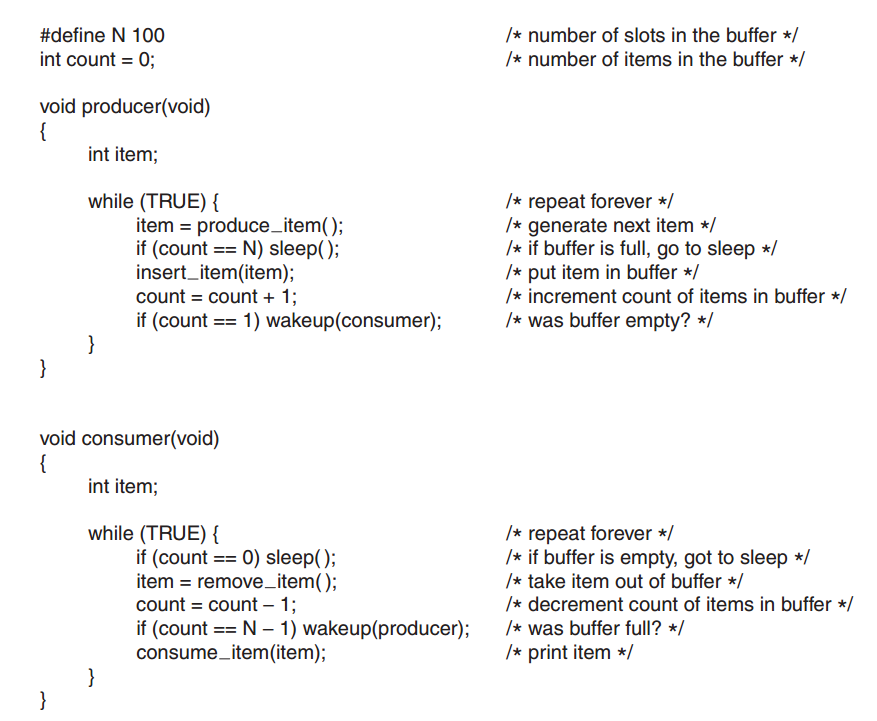 #define N 100 /* number of slots in the buffer */
int count = 0; /* number of items in the buffer */
void producer(void)
{
int item;
while (TRUE) { /* repeat forever */
item = produce_item( ); /* generate next item */
if (count == N) sleep( ); /* if buffer is full, go to sleep */
insert_item(item); /* put item in buffer */
count = count + 1; /* increment count of items in buffer */
if (count == 1) wakeup(consumer); /* was buffer empty? */
}
}
void consumer(void)
{
int item;
while (TRUE) { /* repeat forever */
if (count == 0) sleep( ); /* if buffer is empty, got to sleep */
item = remove_item( ); /* take item out of buffer */
count = count – 1; /* decrement count of items in buffer */
if (count == N – 1) wakeup(producer); /* was buffer full? */
consume_item(item); /* print item */
}
}